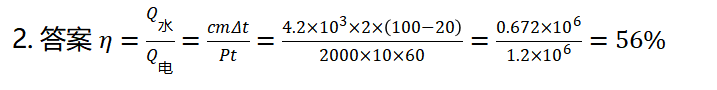 2. 答案 η = Q水/Q电 = cmΔt/Pt = 4.2×10³×2×(100−20)/2000×10×60 = 0.672×10⁶/1.2×10⁶ = 56%